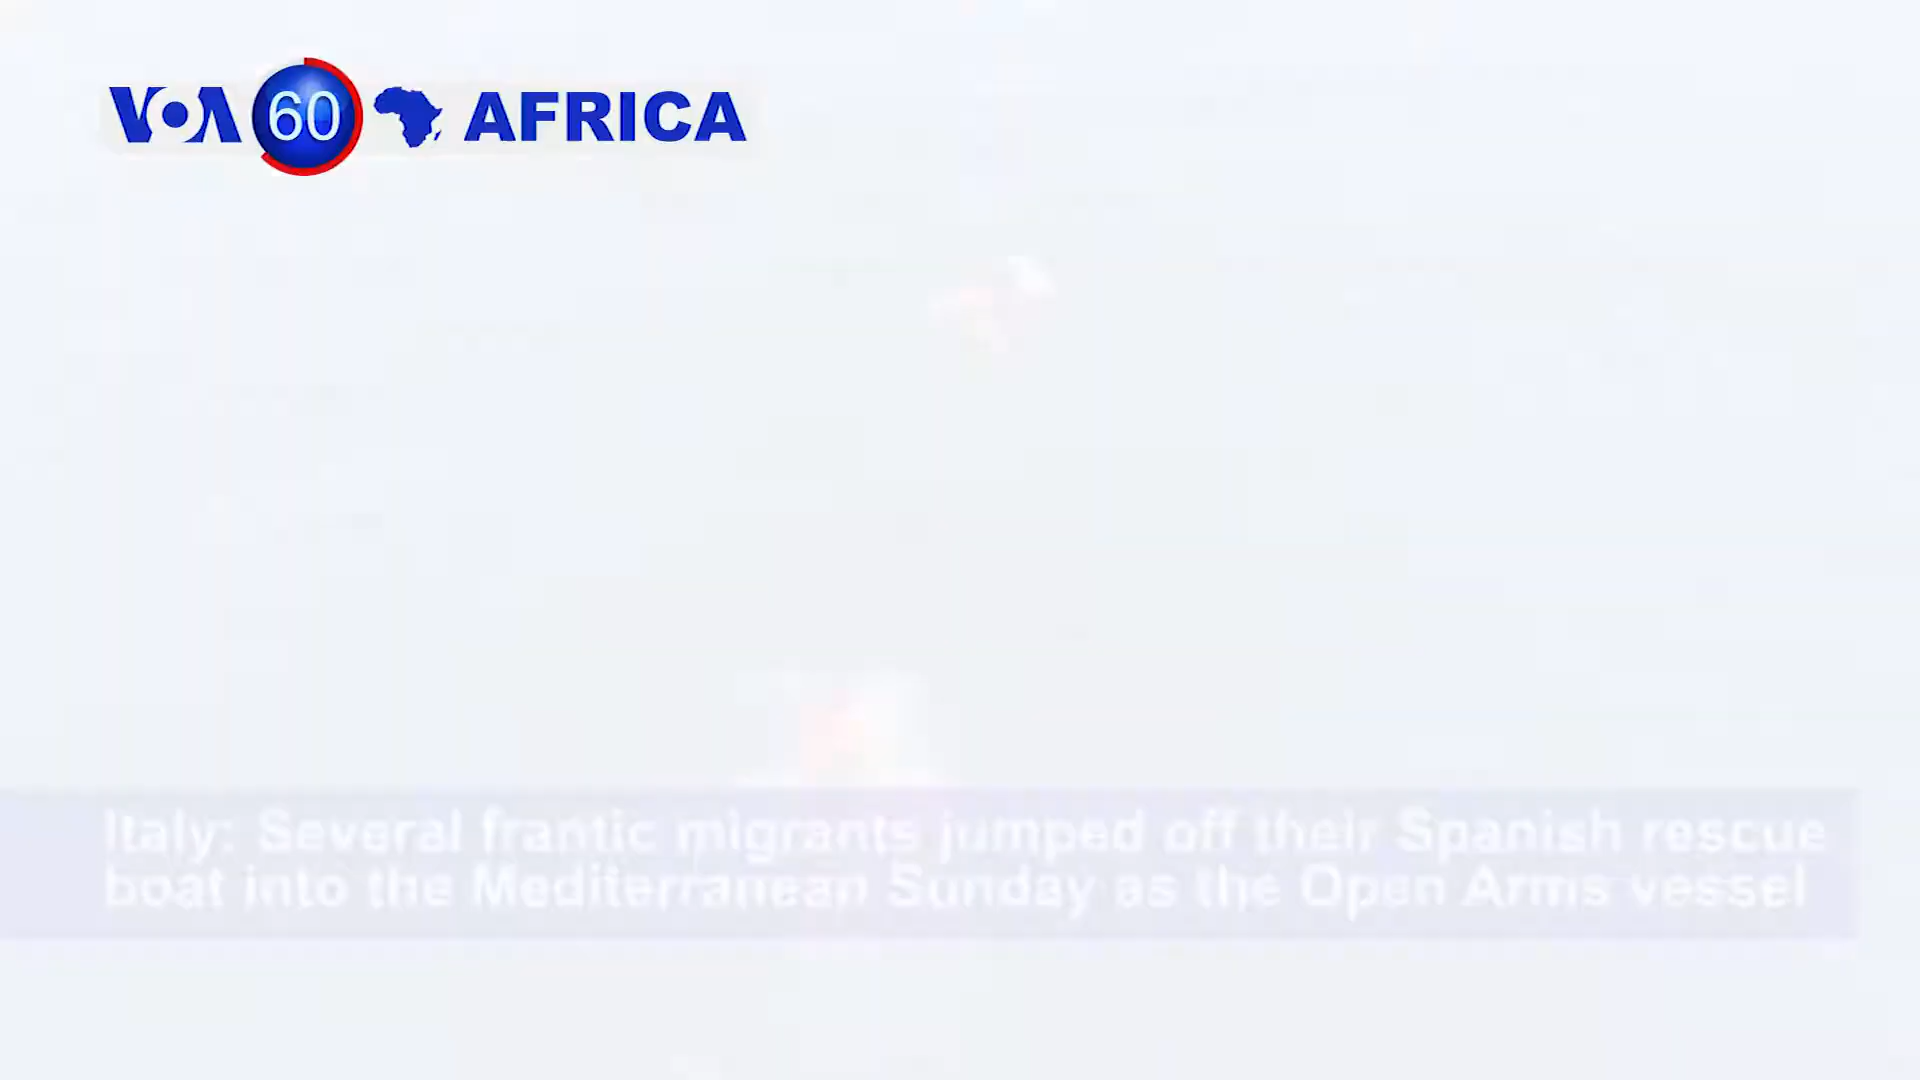 VOA 60 AFRICA
Italy: Several frantic migrants jumped off their Spanish rescue
boat into the Mediterranean Sunday as the Open Arms vessel